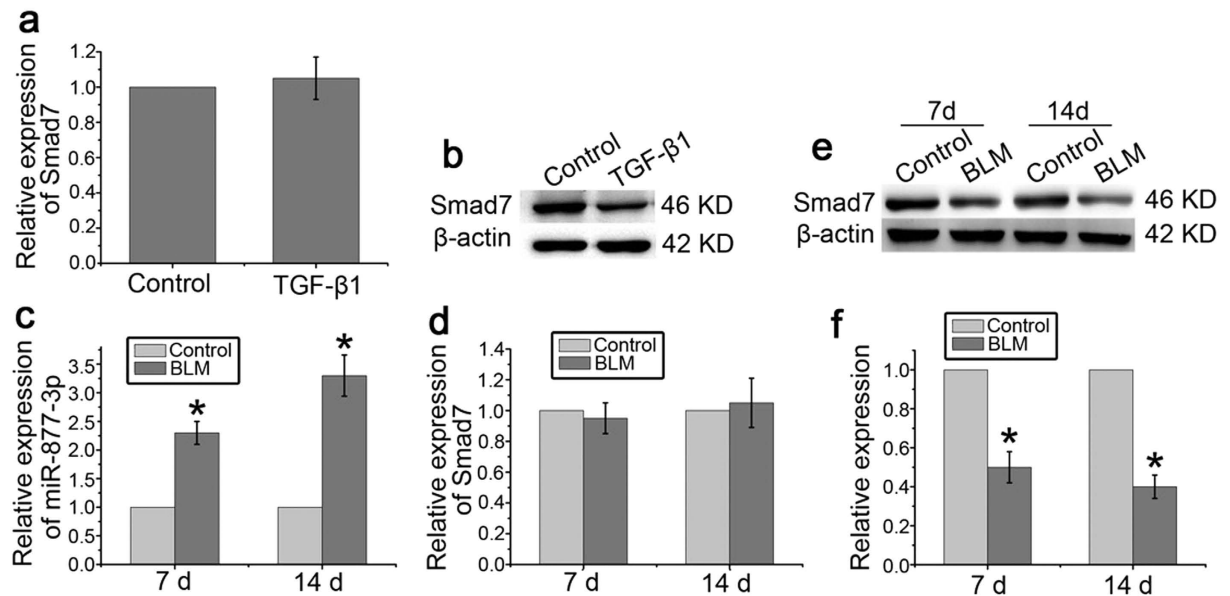 a
Relative expression
of Smad7
1.2
1.0
0.8
0.6
0.4
0.2
0.0
Control
TGF-β1
b
Control
TGF-β1
Smad7
46 KD
β-actin
42 KD
e
7d
14d
Control
BLM
Control
BLM
Smad7
46 KD
β-actin
42 KD
c
Relative expression
of miR-877-3p
Control
BLM
3.5
3.0
2.5
2.0
1.5
1.0
0.5
0.0
*
*
7 d
14 d
d
Relative expression
of Smad7
Control
BLM
1.4
1.2
1.0
0.8
0.6
0.4
0.2
0.0
7 d
14 d
f
Relative expression
Control
BLM
1.0
0.8
0.6
0.4
0.2
0.0
*
*
7 d
14 d